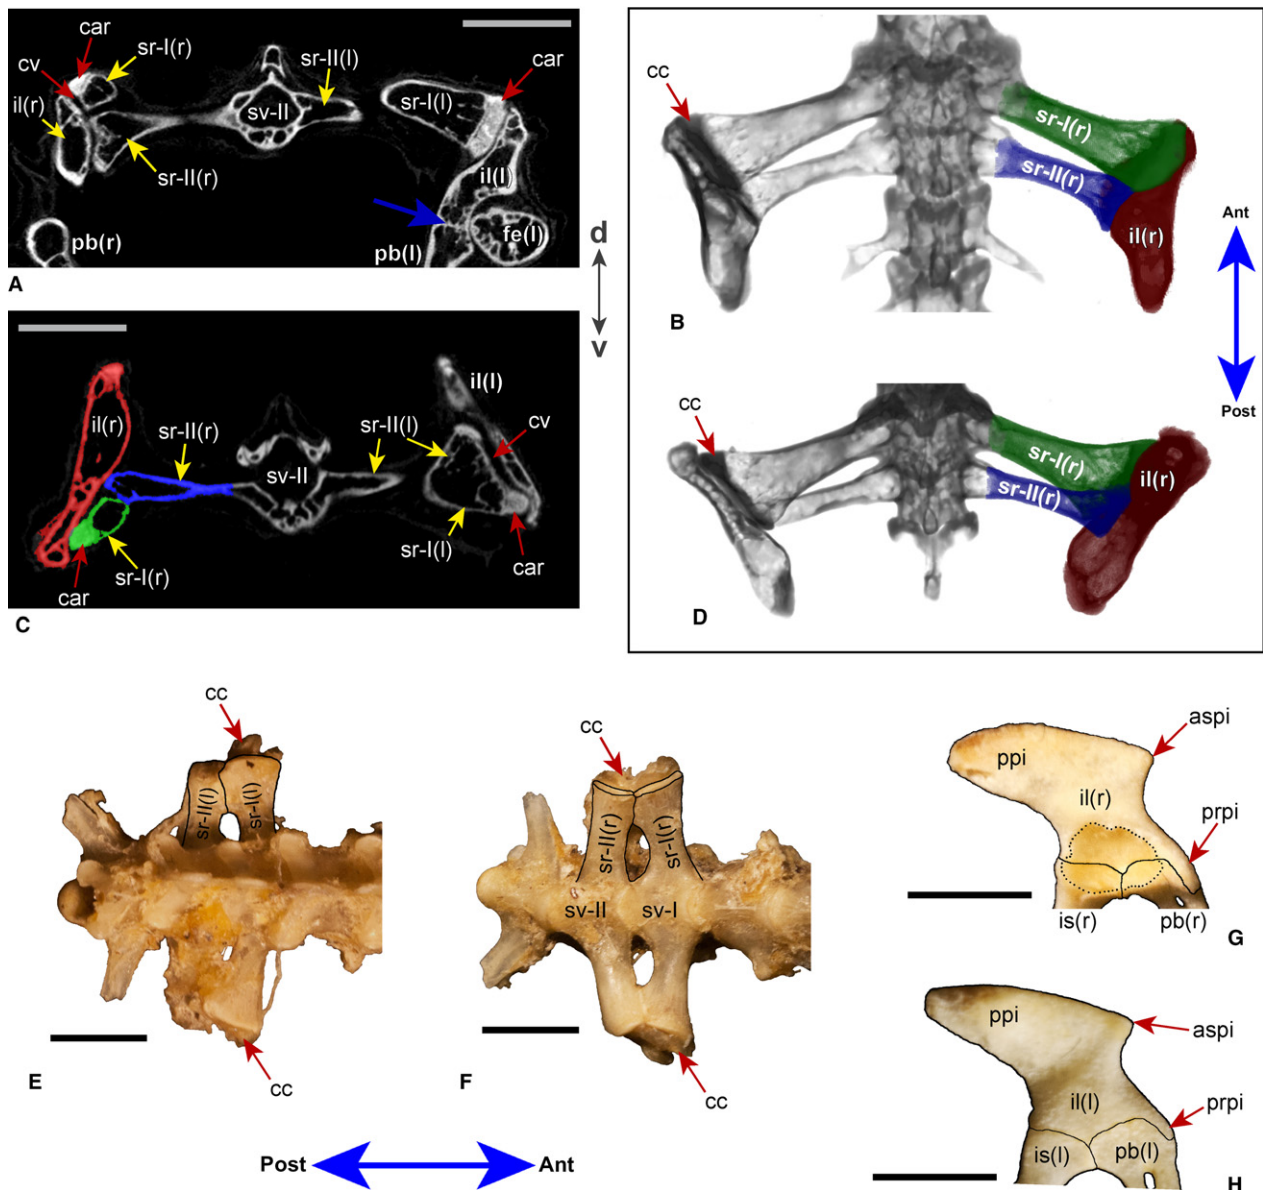 car
sr-I(r)
cv
il(r)
sr-II(r)
sr-II(l)
sv-II
sr-I(l)
car
il(l)
fe(l)
pb(r)
pb(l)
A
d
v
cc
sr-I(r)
sr-II(r)
il(r)
B
Ant
Post
il(r)
sr-II(r)
sv-II
sr-II(l)
il(l)
cv
sr-I(l)
car
sr-I(r)
car
C
cc
sr-I(r)
sr-II(r)
il(r)
D
cc
sr-II(l)
sr-I(l)
cc
E
cc
sr-II(r)
sr-I(r)
sv-II
sv-I
cc
F
Post
Ant
aspi
ppi
il(r)
prpi
is(r)
pb(r)
G
ppi
aspi
il(l)
prpi
is(l)
pb(l)
H